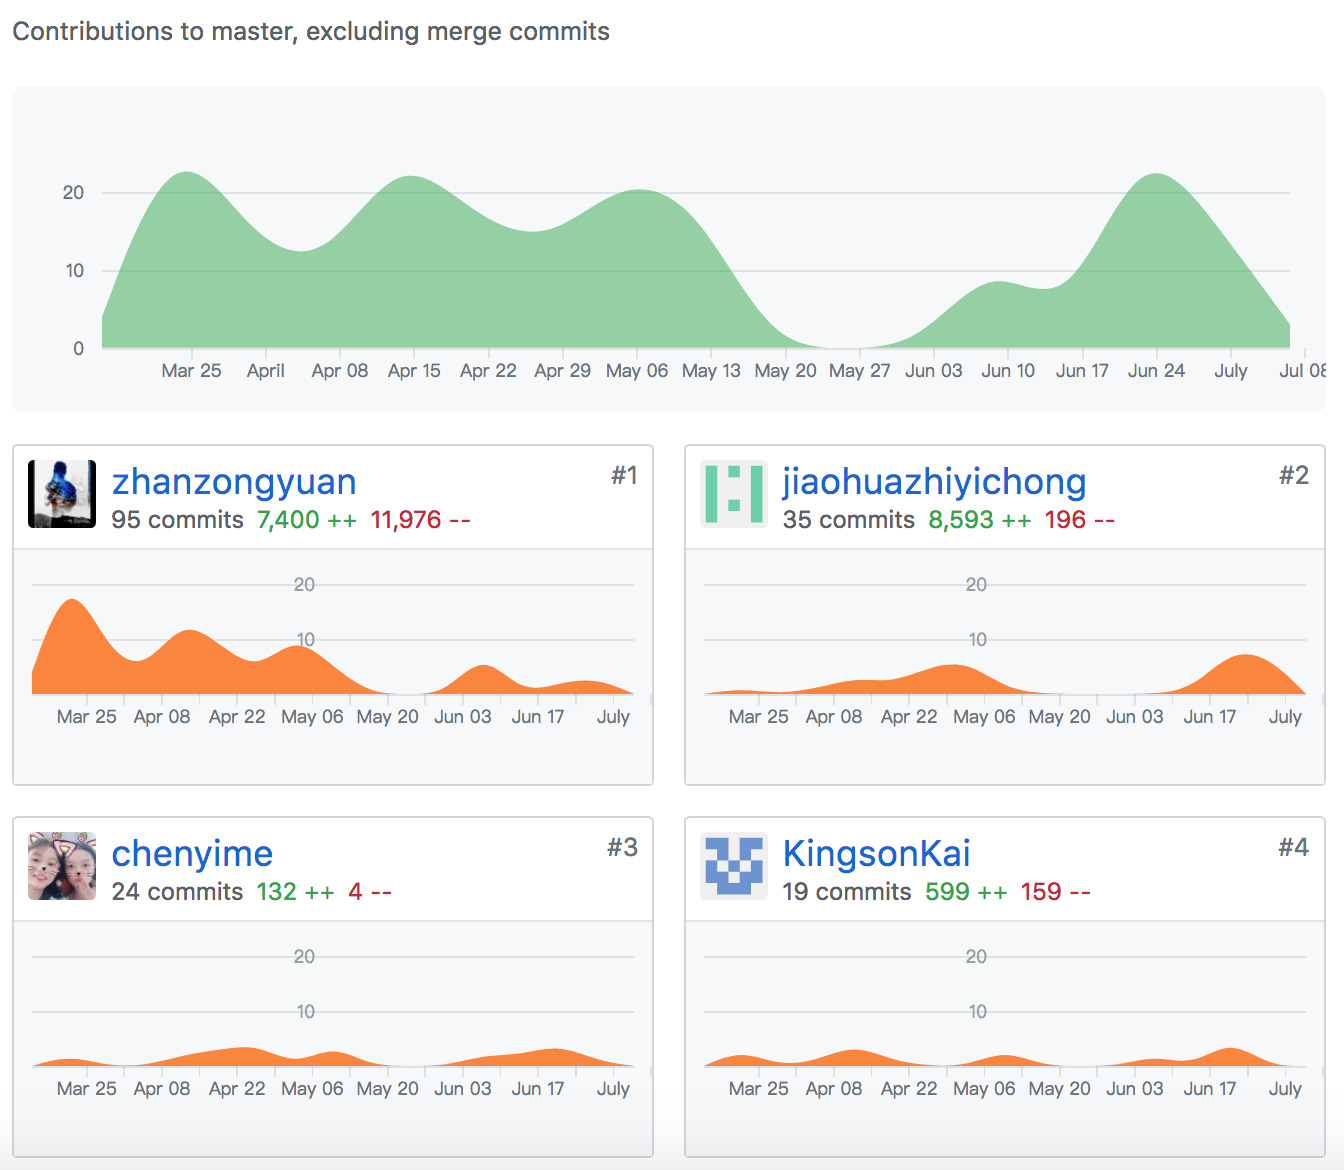 Contributions to master, excluding merge commits
20
10
0
Mar 25 April Apr 08 Apr 15 Apr 22 Apr 29 May 06 May 13 May 20 May 27 Jun 03 Jun 10 Jun 17 Jun 24 July Jul 08
zhanzongyuan #1
95 commits 7,400 ++ 11,976 --
20
10
Mar 25 Apr 08 Apr 22 May 06 May 20 Jun 03 Jun 17 July
jiaohuazhiyichong #2
35 commits 8,593 ++ 196 --
20
10
Mar 25 Apr 08 Apr 22 May 06 May 20 Jun 03 Jun 17 July
chenyime #3
24 commits 132 ++ 4 --
20
10
Mar 25 Apr 08 Apr 22 May 06 May 20 Jun 03 Jun 17 July
KingsonKai #4
19 commits 599 ++ 159 --
20
10
Mar 25 Apr 08 Apr 22 May 06 May 20 Jun 03 Jun 17 July